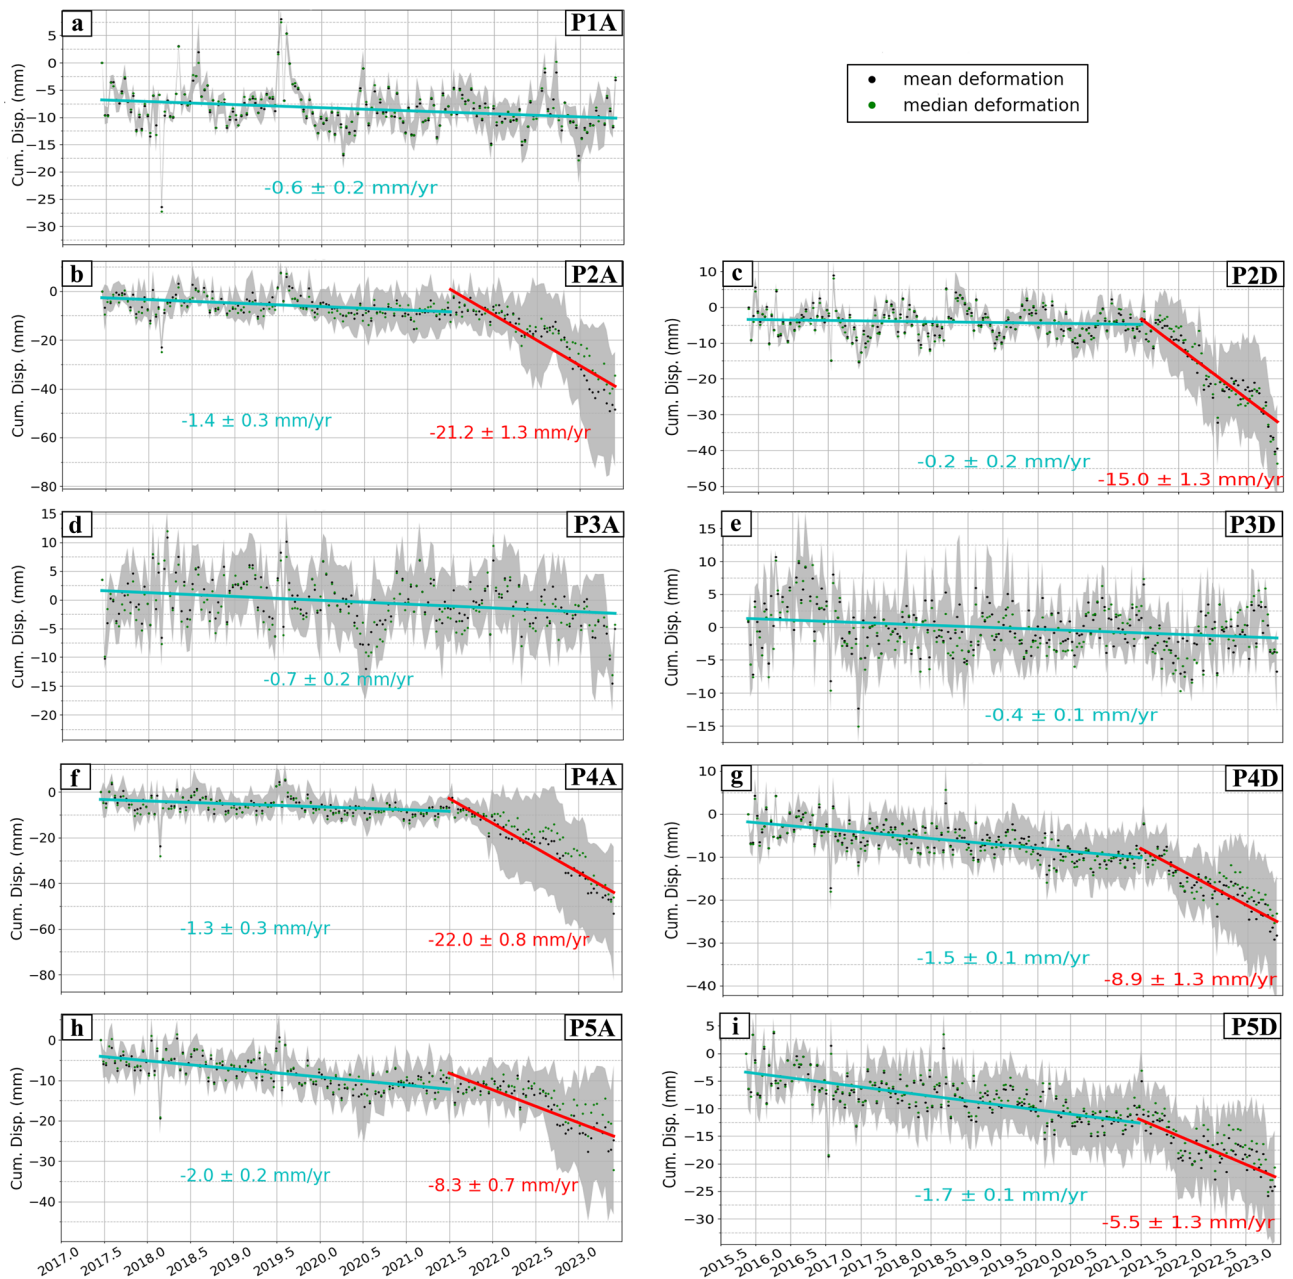 a P1A
Cum. Disp. (mm)
5
0
−5
−10
−15
−20
−25
−30
-0.6 ± 0.2 mm/yr
mean deformation
median deformation
b P2A
Cum. Disp. (mm)
0
−20
−40
−60
−80
-1.4 ± 0.3 mm/yr
-21.2 ± 1.3 mm/yr
c P2D
Cum. Disp. (mm)
10
0
−10
−20
−30
−40
−50
-0.2 ± 0.2 mm/yr
-15.0 ± 1.3 mm/yr
d P3A
Cum. Disp. (mm)
15
10
5
0
−5
−10
−15
−20
-0.7 ± 0.2 mm/yr
e P3D
Cum. Disp. (mm)
15
10
5
0
−5
−10
−15
-0.4 ± 0.1 mm/yr
f P4A
Cum. Disp. (mm)
0
−20
−40
−60
−80
-1.3 ± 0.3 mm/yr
-22.0 ± 0.8 mm/yr
g P4D
Cum. Disp. (mm)
10
0
−10
−20
−30
−40
-1.5 ± 0.1 mm/yr
-8.9 ± 1.3 mm/yr
h P5A
Cum. Disp. (mm)
0
−10
−20
−30
−40
-2.0 ± 0.2 mm/yr
-8.3 ± 0.7 mm/yr
2017.0 2017.5 2018.0 2018.5 2019.0 2019.5 2020.0 2020.5 2021.0 2021.5 2022.0 2022.5 2023.0
i P5D
Cum. Disp. (mm)
5
0
−5
−10
−15
−20
−25
−30
-1.7 ± 0.1 mm/yr
-5.5 ± 1.3 mm/yr
2015.5 2016.0 2016.5 2017.0 2017.5 2018.0 2018.5 2019.0 2019.5 2020.0 2020.5 2021.0 2021.5 2022.0 2022.5 2023.0